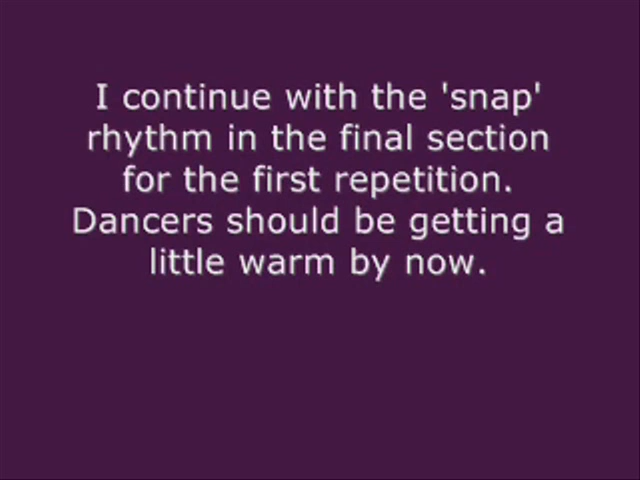 I continue with the 'snap'
rhythm in the final section
for the first repetition.
Dancers should be getting a
little warm by now.